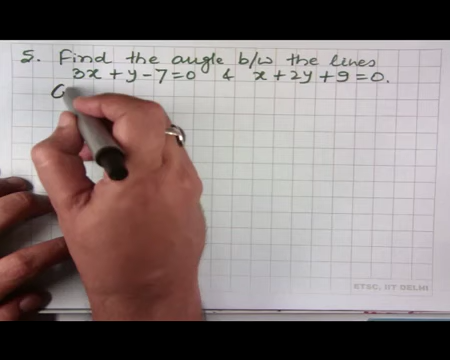 5. Find the angle b/w the lines
3x + y - 7 = 0 & x + 2y + 9 = 0.
ETSC, IIT DELHI